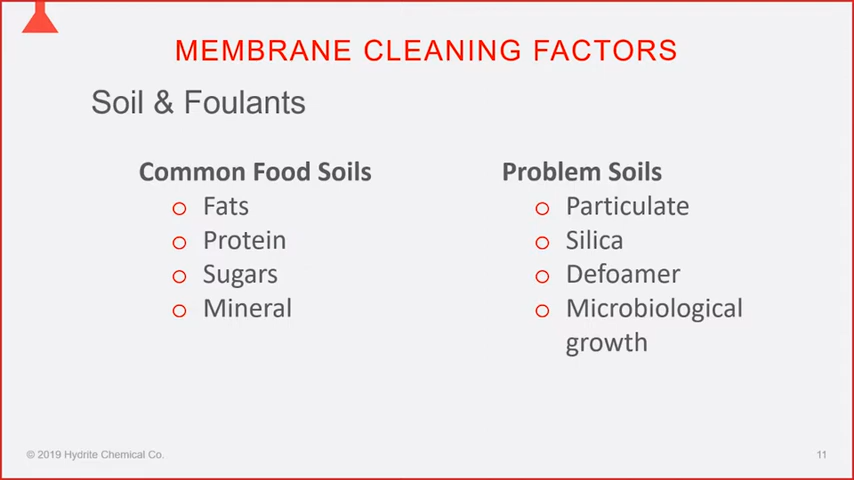 MEMBRANE CLEANING FACTORS
Soil & Foulants
Common Food Soils
Fats
Protein
Sugars
Mineral
Problem Soils
Particulate
Silica
Defoamer
Microbiological
growth
© 2019 Hydrite Chemical Co.
11